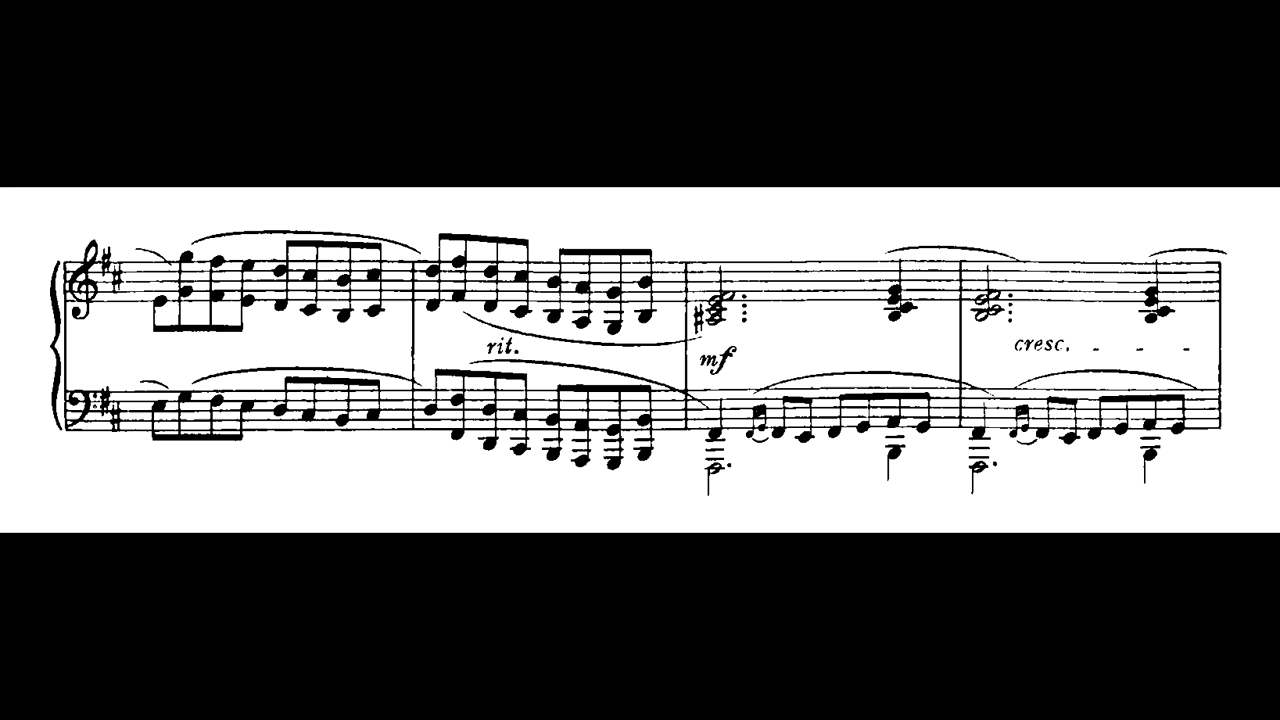 rit.
mf
cresc. - - -